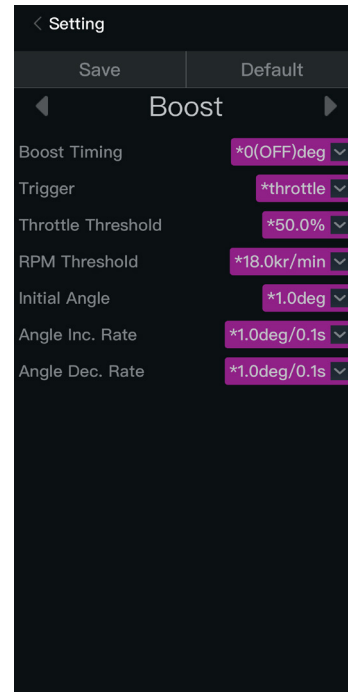 Setting
Save Default
Boost
Boost Timing *0(OFF)deg
Trigger *throttle
Throttle Threshold *50.0%
RPM Threshold *18.0kr/min
Initial Angle *1.0deg
Angle Inc. Rate *1.0deg/0.1s
Angle Dec. Rate *1.0deg/0.1s